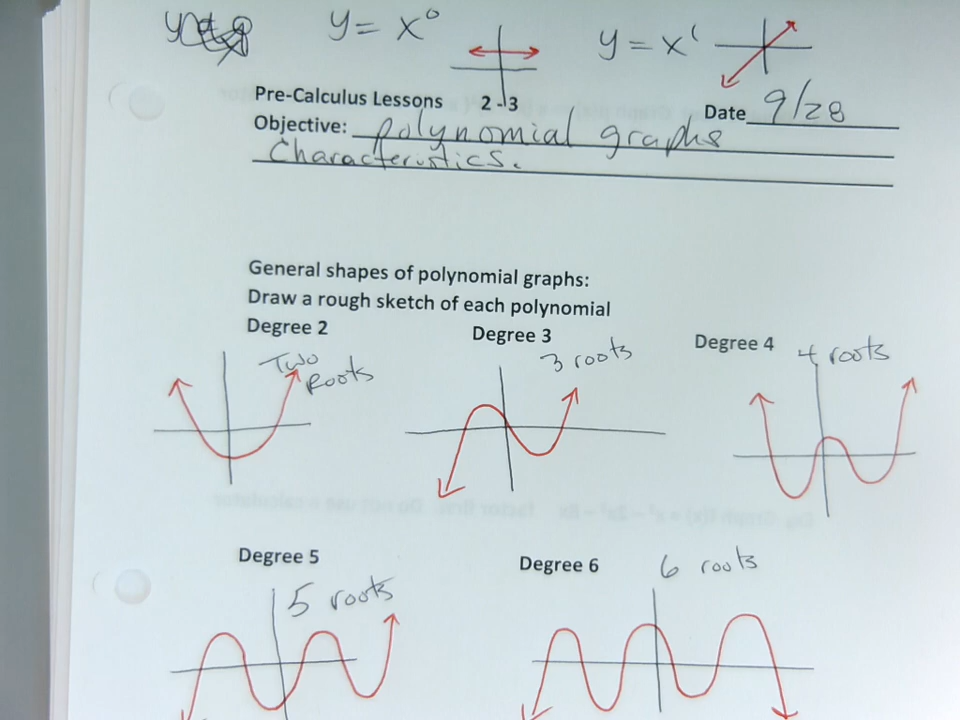 y = x⁰ y = x¹
Pre-Calculus Lessons 2-3 Date 9/28
Objective: polynomial graphs
Characteristics.
General shapes of polynomial graphs:
Draw a rough sketch of each polynomial
Degree 2 Degree 3 Degree 4
Two
Roots 3 roots 4 roots
Degree 5 Degree 6 6 roots
5 roots